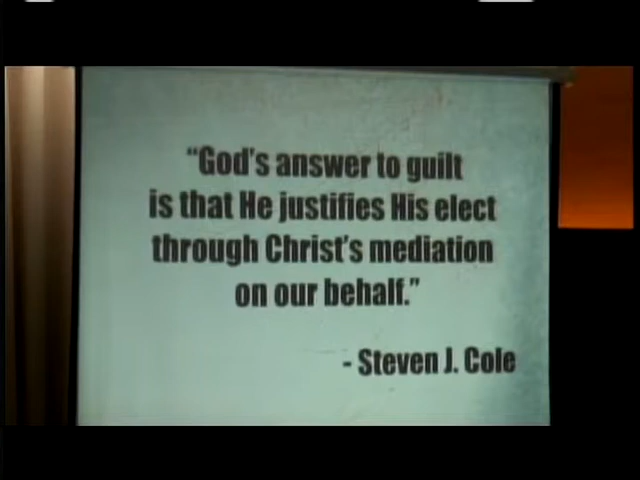 “God’s answer to guilt
is that He justifies His elect
through Christ’s mediation
on our behalf.”
- Steven J. Cole